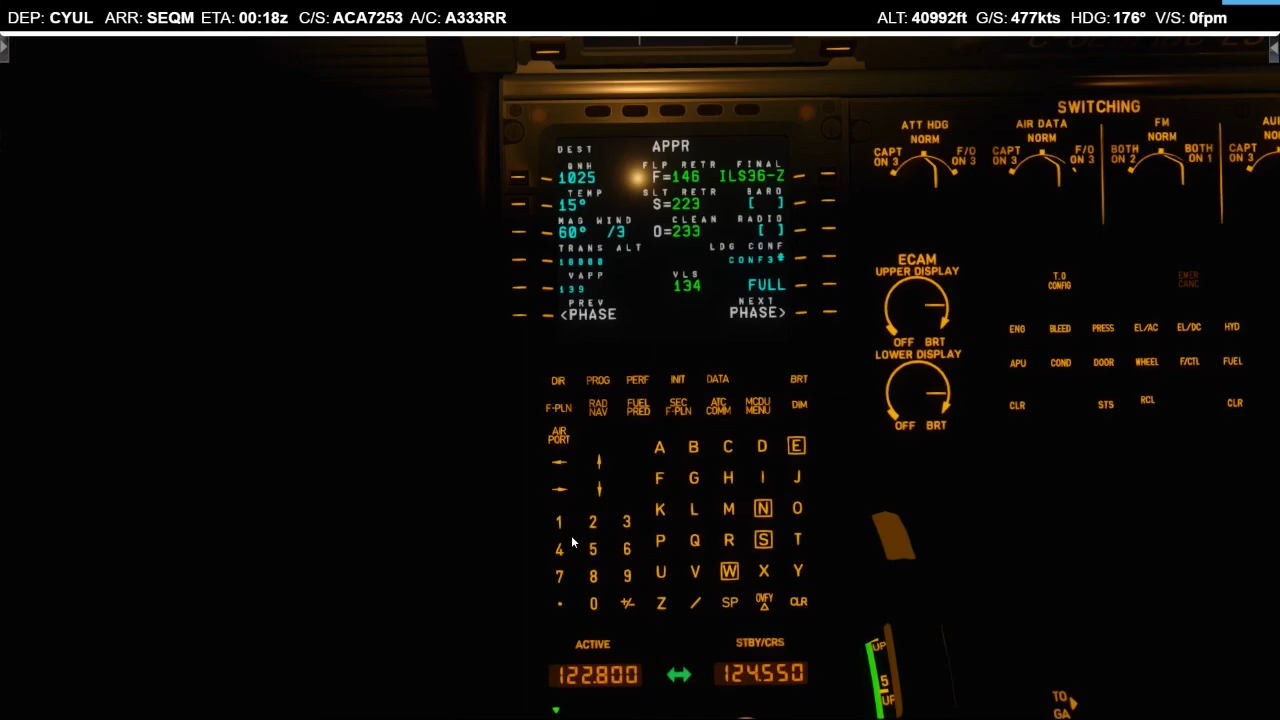 DEP: CYUL ARR: SEQM ETA: 00:18z C/S: ACA7253 A/C: A333RR
ALT: 40992ft G/S: 477kts HDG: 176° V/S: 0fpm
DEST APPR
QNH FLP RETR FINAL
1025 F=146 ILS36-Z
TEMP SLT RETR BARO
15° S=223 [ ]
MAG WIND CLEAN RADIO
60° /3 O=233 [ ]
TRANS ALT LDG CONF
18000 CONF3*
VAPP VLS
139 134 FULL
PREV NEXT
<PHASE PHASE>
DIR PROG PERF INIT DATA BRT
F-PLN RAD NAV FUEL PRED SEC F-PLN ATC COMM MCDU MENU DIM
AIR PORT
← ↑ → ↓
A B C D E
F G H I J
K L M N O
P Q R S T
U V W X Y
Z / SP OVFY △ CLR
1 2 3
4 5 6
7 8 9
. 0 +/-
ACTIVE STBY/CRS
122.800 124.550
SWITCHING
ATT HDG AIR DATA FM
NORM NORM NORM
CAPT ON 3 F/O ON 3 CAPT ON 3 F/O ON 3 BOTH ON 2 BOTH ON 1 CAPT ON 3
ECAM
UPPER DISPLAY
OFF BRT
LOWER DISPLAY
OFF BRT
T.O CONFIG EMER CANC
ENG BLEED PRESS EL/AC EL/DC HYD
APU COND DOOR WHEEL F/CTL FUEL
CLR STS RCL CLR
UP
5
UP
TO
GA